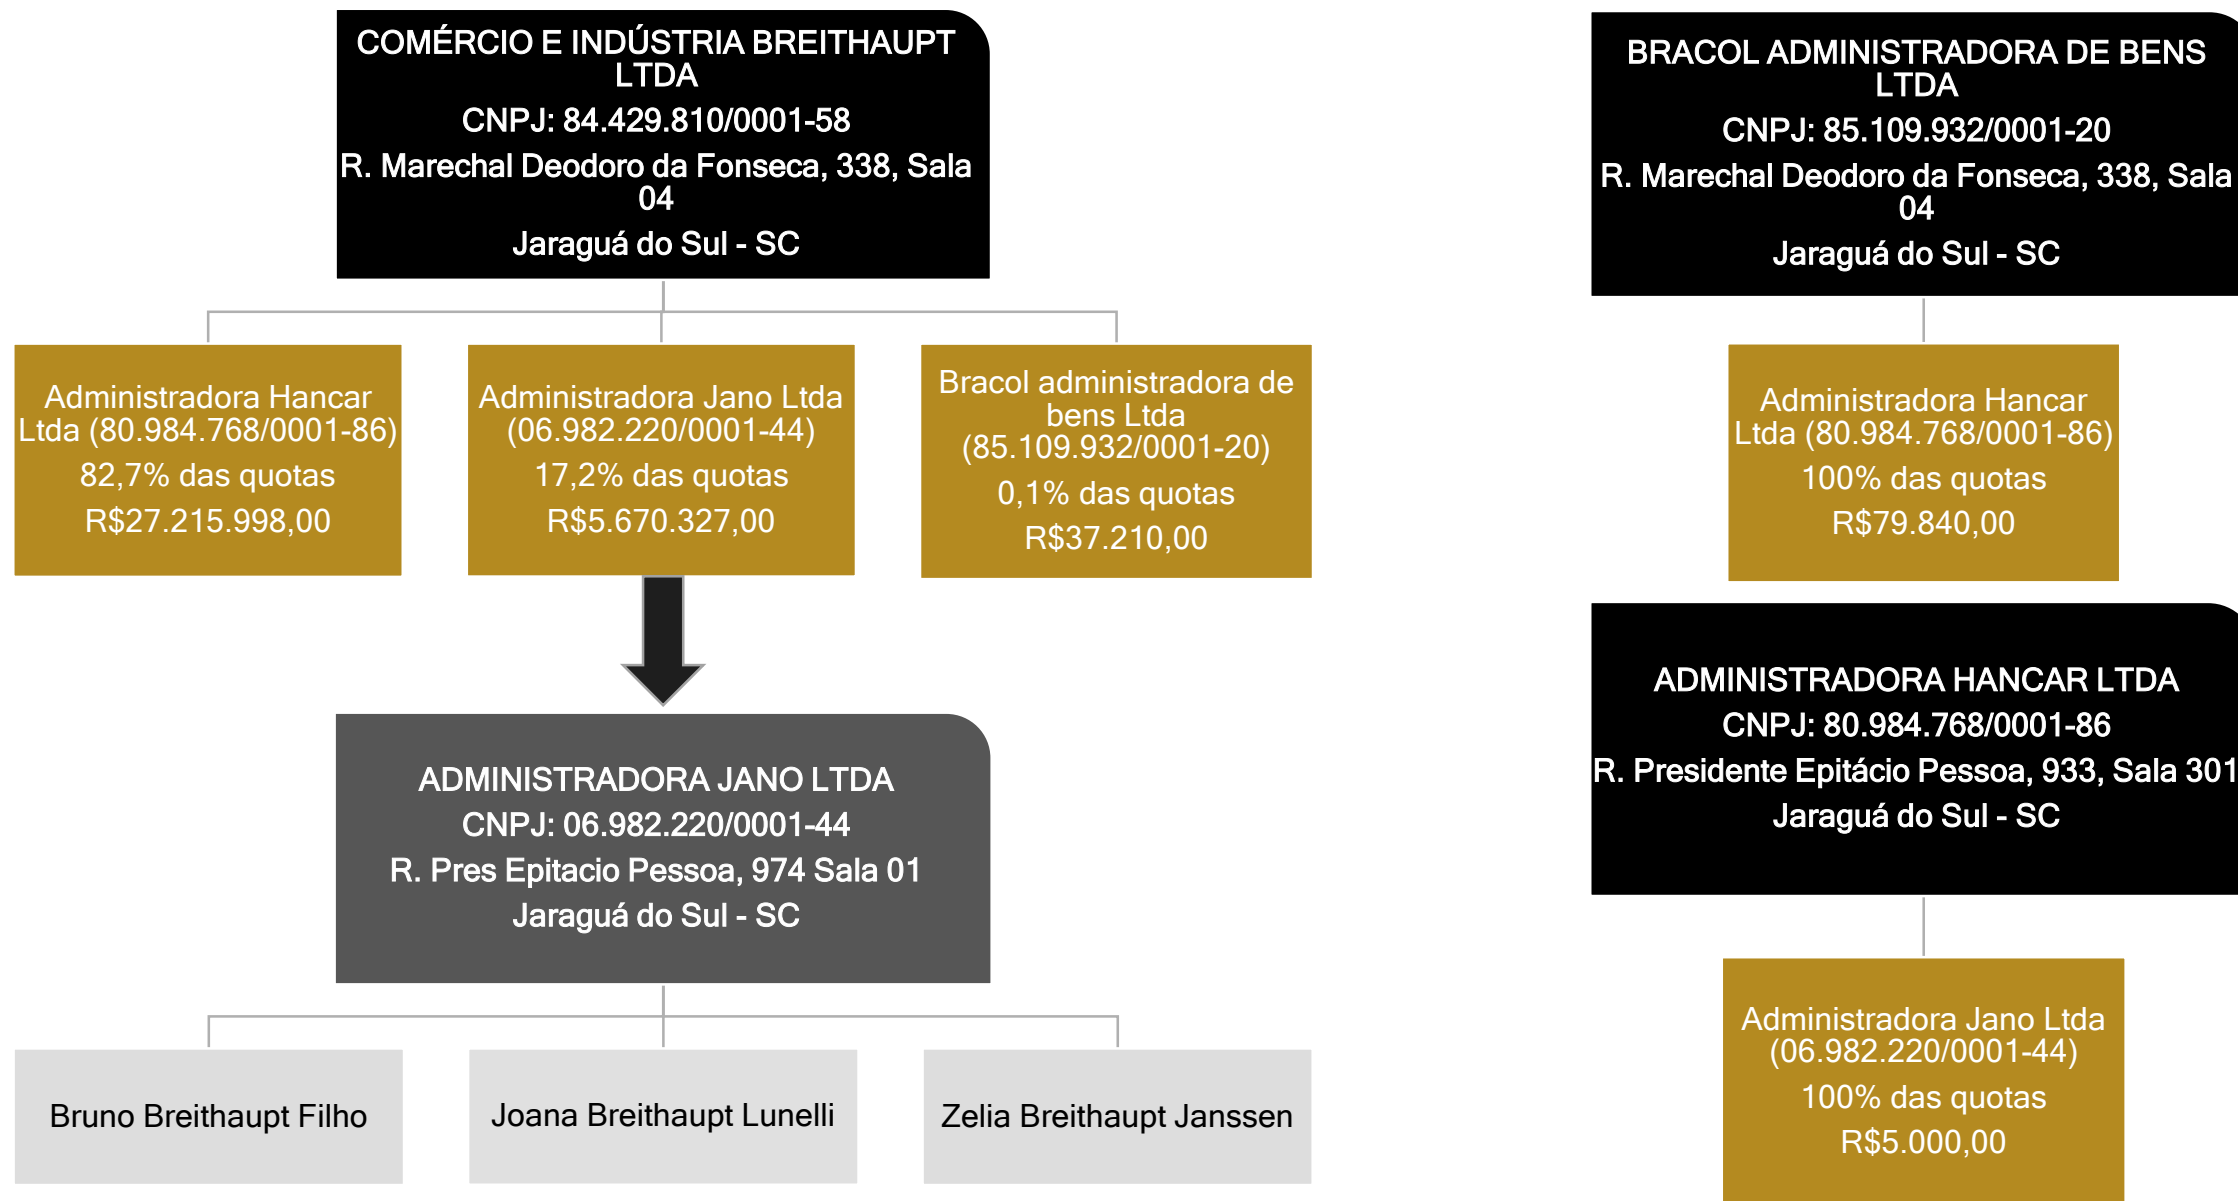 COMÉRCIO E INDÚSTRIA BREITHAUPT
LTDA
CNPJ: 84.429.810/0001-58
R. Marechal Deodoro da Fonseca, 338, Sala
04
Jaraguá do Sul - SC
Administradora Hancar
Ltda (80.984.768/0001-86)
82,7% das quotas
R$27.215.998,00
Administradora Jano Ltda
(06.982.220/0001-44)
17,2% das quotas
R$5.670.327,00
Bracol administradora de
bens Ltda
(85.109.932/0001-20)
0,1% das quotas
R$37.210,00
ADMINISTRADORA JANO LTDA
CNPJ: 06.982.220/0001-44
R. Pres Epitacio Pessoa, 974 Sala 01
Jaraguá do Sul - SC
Bruno Breithaupt Filho
Joana Breithaupt Lunelli
Zelia Breithaupt Janssen
BRACOL ADMINISTRADORA DE BENS
LTDA
CNPJ: 85.109.932/0001-20
R. Marechal Deodoro da Fonseca, 338, Sala
04
Jaraguá do Sul - SC
Administradora Hancar
Ltda (80.984.768/0001-86)
100% das quotas
R$79.840,00
ADMINISTRADORA HANCAR LTDA
CNPJ: 80.984.768/0001-86
R. Presidente Epitácio Pessoa, 933, Sala 301
Jaraguá do Sul - SC
Administradora Jano Ltda
(06.982.220/0001-44)
100% das quotas
R$5.000,00